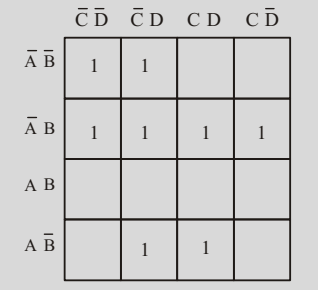 C̅ D̅ C̅ D C D C D̅
A̅ B̅ 1 1
A̅ B 1 1 1 1
A B
A B̅ 1 1